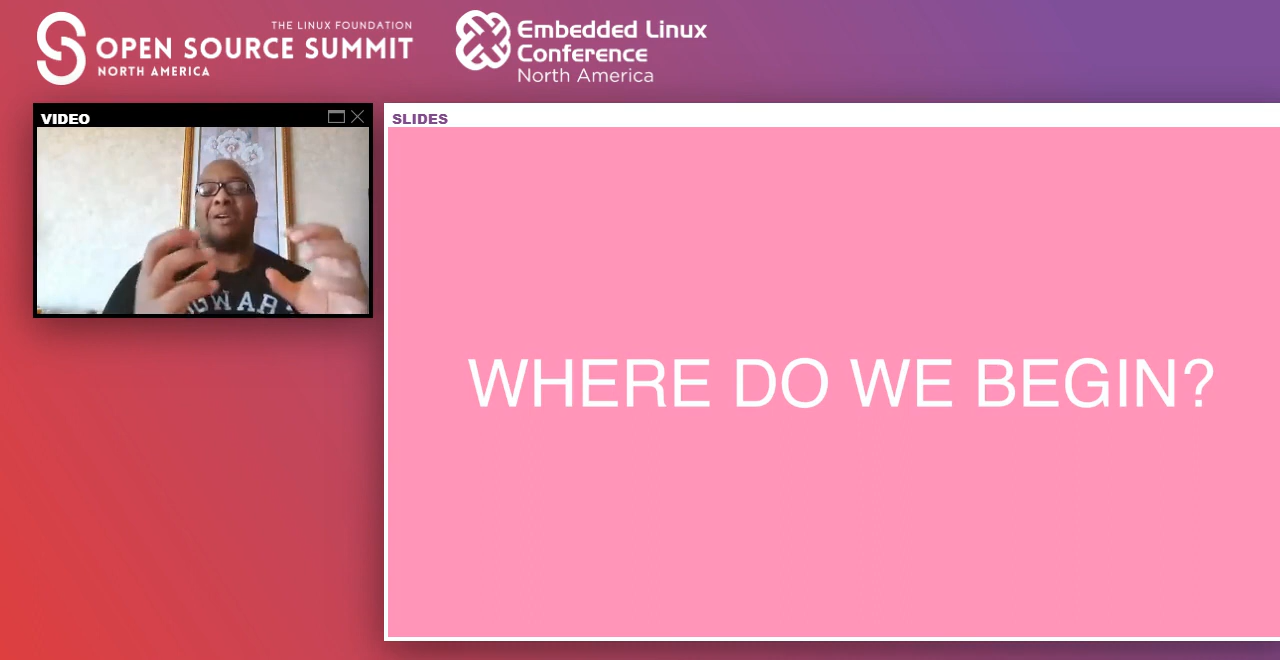 THE LINUX FOUNDATION
OPEN SOURCE SUMMIT
NORTH AMERICA
Embedded Linux
Conference
North America
VIDEO
SLIDES
WHERE DO WE BEGIN?